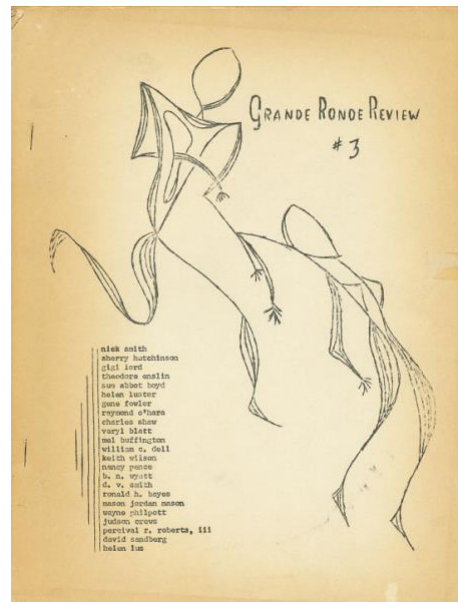 GRANDE RONDE REVIEW
# 3
nick smith
sherry hutchinson
gigi lord
theodore enslin
sue abbot boyd
helen luster
gene fowler
raymond o'hara
charles shaw
veryl blatt
mel buffington
william c. dell
keith wilson
nancy pence
b. n. wyatt
d. v. smith
ronald h. bayes
mason jordan mason
wayne philpott
judson crews
percival r. roberts, iii
david sandberg
helen luz